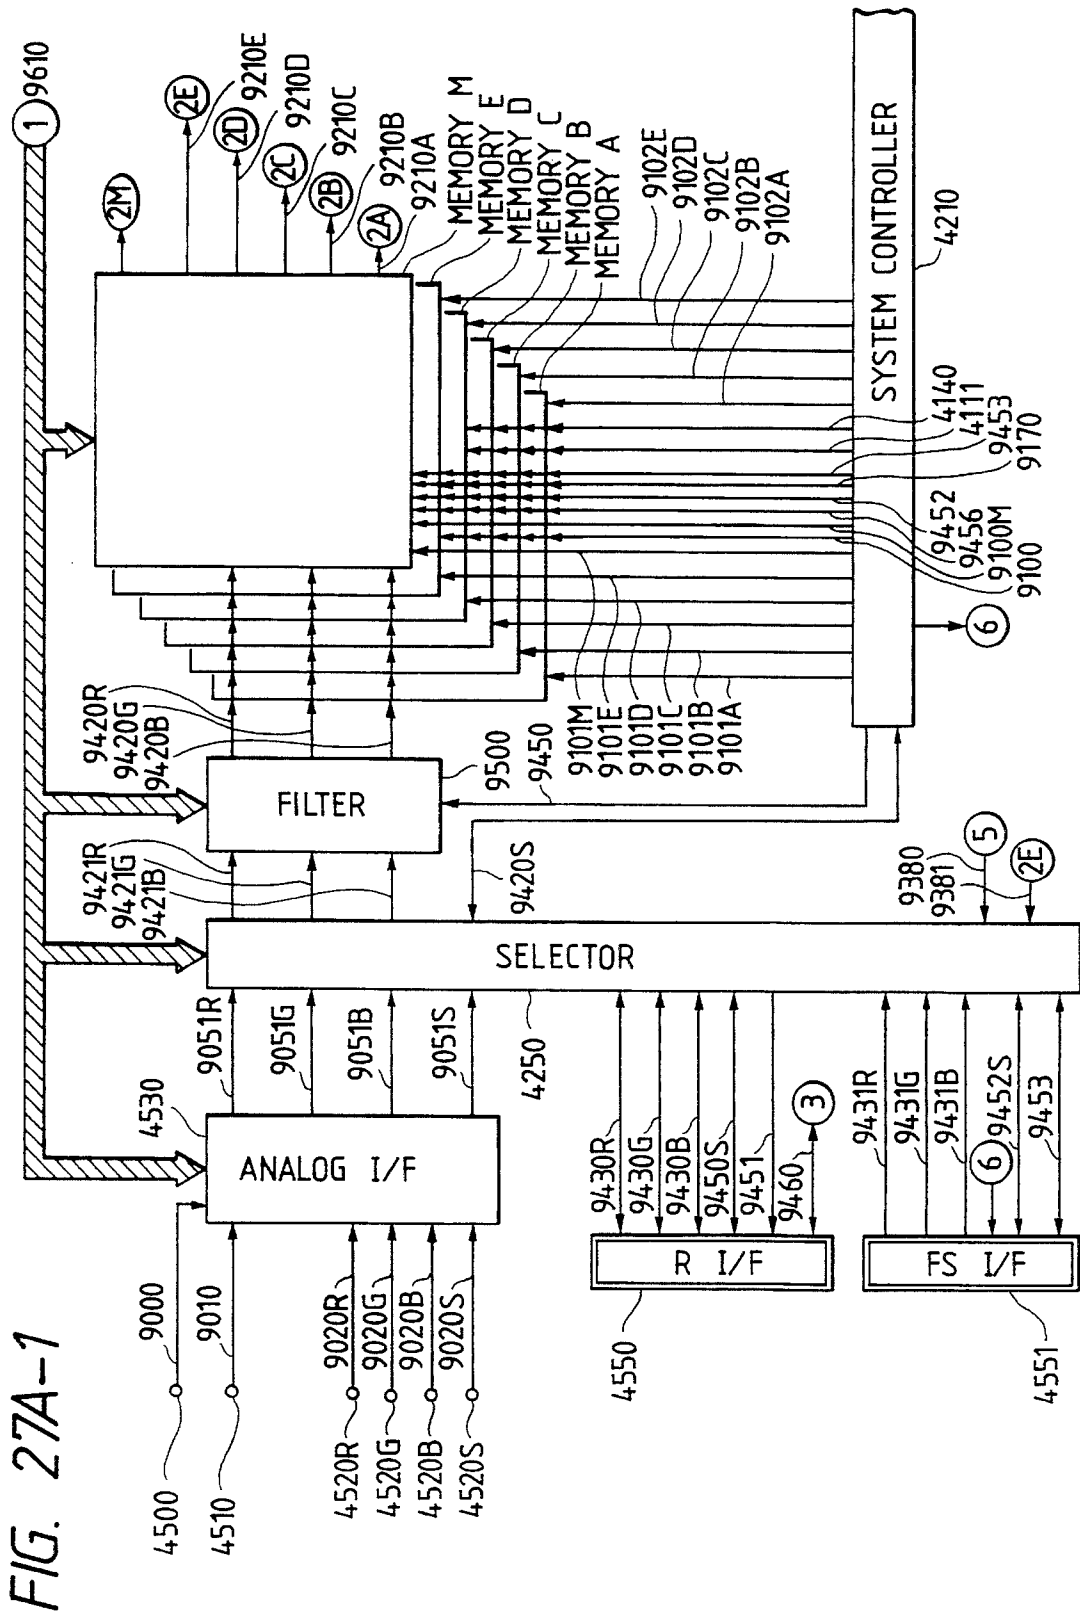 FIG. 27A-1
1
9610
4500
9000
4510
9010
4520R
9020R
4520G
9020G
4520B
9020B
4520S
9020S
4530
ANALOG I/F
9051R
9051G
9051B
9051S
4250
SELECTOR
9421R
9421G
9421B
9420S
FILTER
9500
9450
9420R
9420G
9420B
2M
2E
9210E
2D
9210D
2C
9210C
2B
9210B
2A
9210A
MEMORY M
MEMORY E
MEMORY D
MEMORY C
MEMORY B
MEMORY A
9102E
9102D
9102C
9102B
9102A
4140
4111
9453
9170
9452
9456
9100M
9100
9101M
9101E
9101D
9101C
9101B
9101A
6
SYSTEM CONTROLLER
4210
4550
R I/F
9430R
9430G
9430B
9450S
9451
9460
3
4551
FS I/F
9431R
9431G
9431B
6
9452S
9453
9380
5
9381
2E